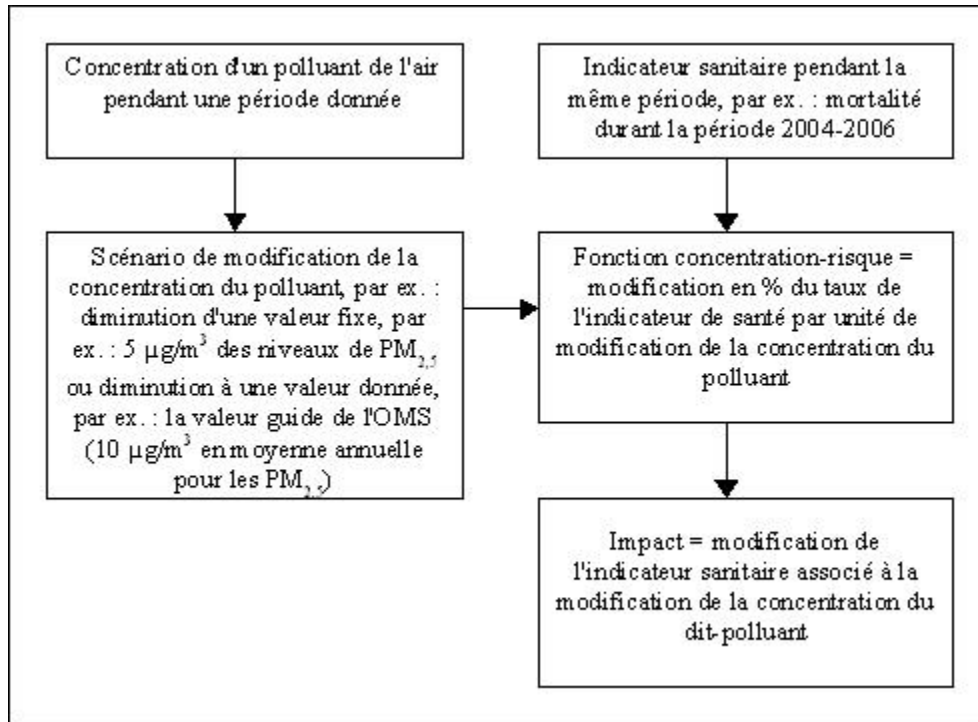 Concentration d'un polluant de l'air
pendant une période donnée
Indicateur sanitaire pendant la
même période, par ex. : mortalité
durant la période 2004-2006
Scénario de modification de la
concentration du polluant, par ex. :
diminution d'une valeur fixe, par
ex. : 5 µg/m³ des niveaux de PM₂,₅
ou diminution à une valeur donnée,
par ex. : la valeur guide de l'OMS
(10 µg/m³ en moyenne annuelle
pour les PM₂,₅)
Fonction concentration-risque =
modification en % du taux de
l'indicateur de santé par unité de
modification de la concentration du
polluant
Impact = modification de
l'indicateur sanitaire associé à la
modification de la concentration du
dit-polluant